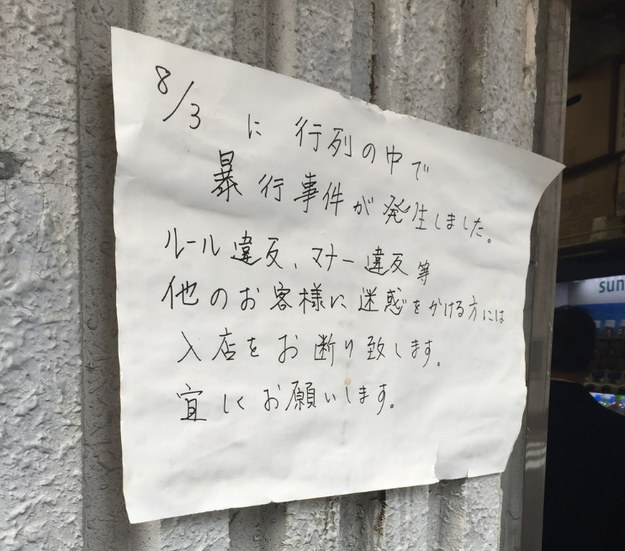 8/3 に 行列の中で
暴行事件が発生しました。
ルール違反、マナー違反等
他のお客様に迷惑をかける方には
入店をお断り致します。
宜しくお願いします。
sun